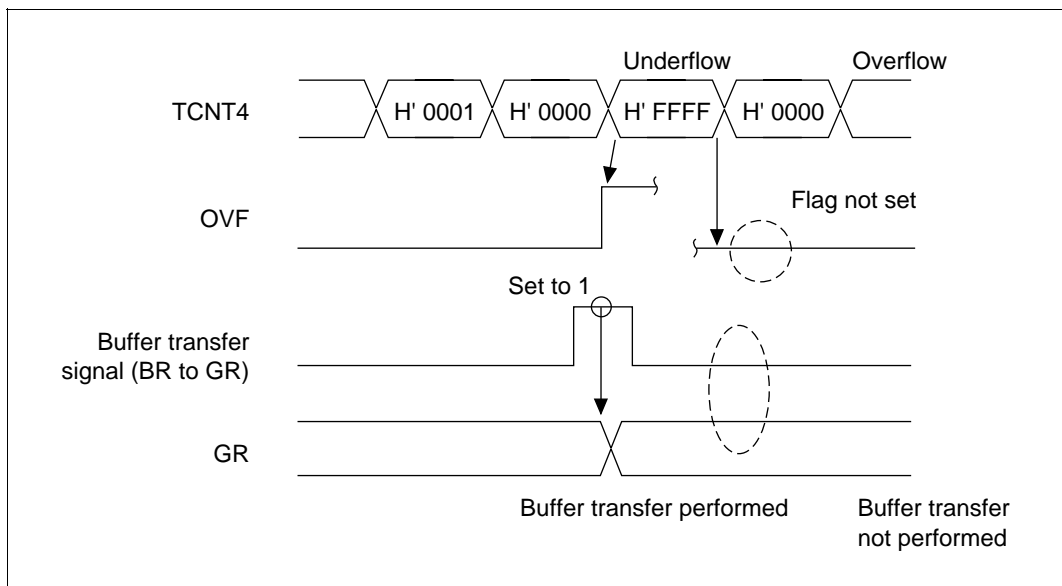 Underflow Overflow
TCNT4 H' 0001 H' 0000 H' FFFF H' 0000
OVF
Flag not set
Set to 1
Buffer transfer
signal (BR to GR)
GR
Buffer transfer performed
Buffer transfer
not performed